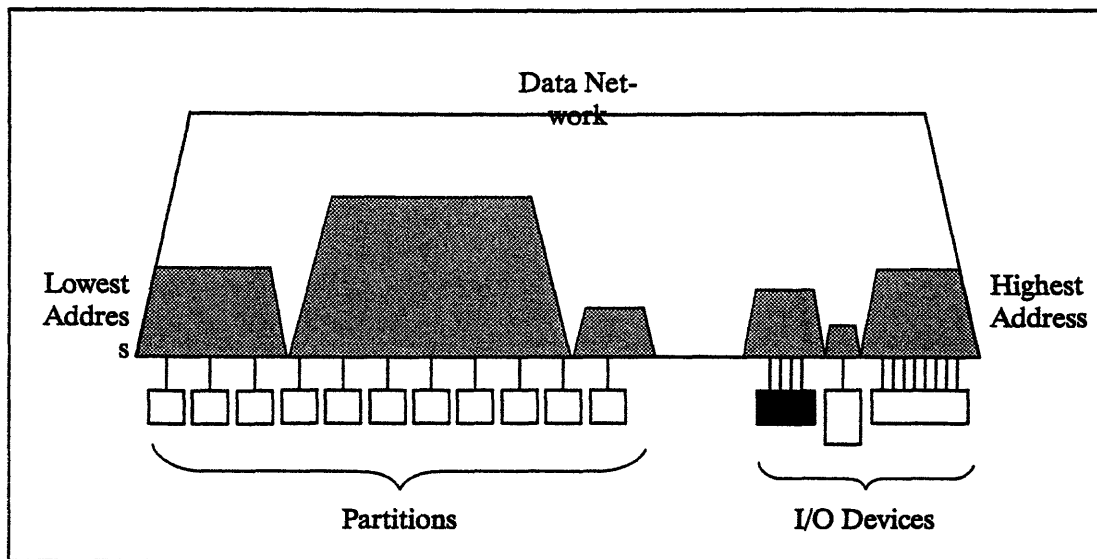 Data Net-
work
Lowest
Addres
s
Highest
Address
Partitions
I/O Devices